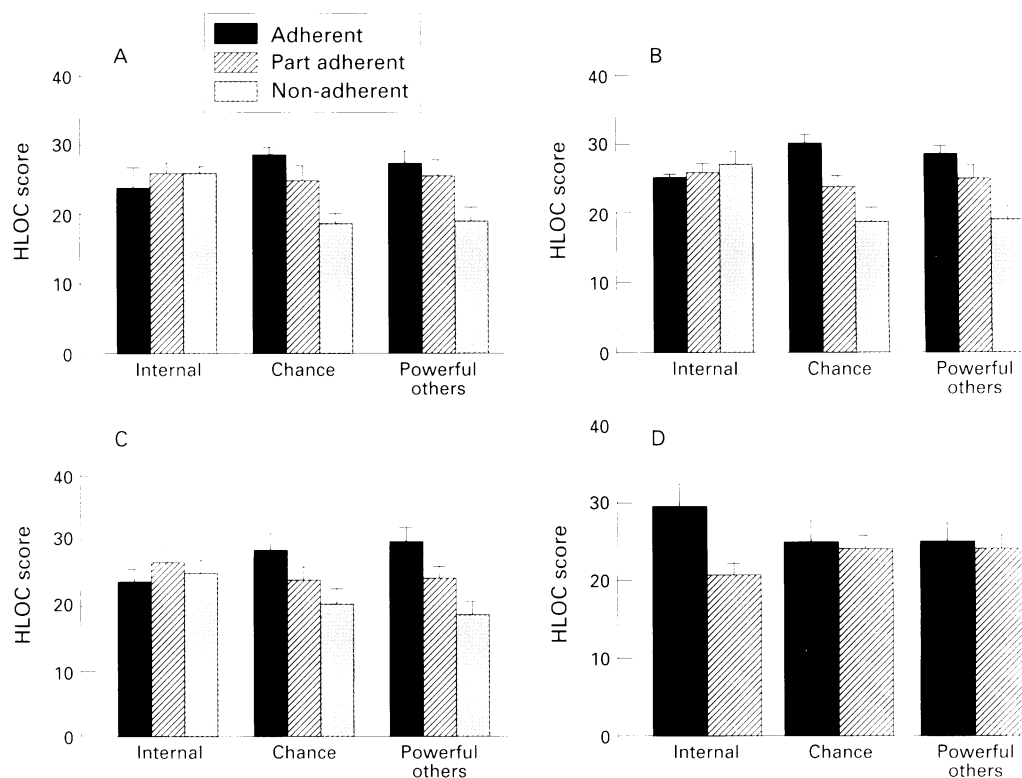 A
Adherent
Part adherent
Non-adherent
HLOC score
40
30
20
10
0
Internal
Chance
Powerful
others
B
HLOC score
40
30
20
10
0
Internal
Chance
Powerful
others
C
HLOC score
40
30
20
10
0
Internal
Chance
Powerful
others
D
HLOC score
40
30
20
10
0
Internal
Chance
Powerful
others